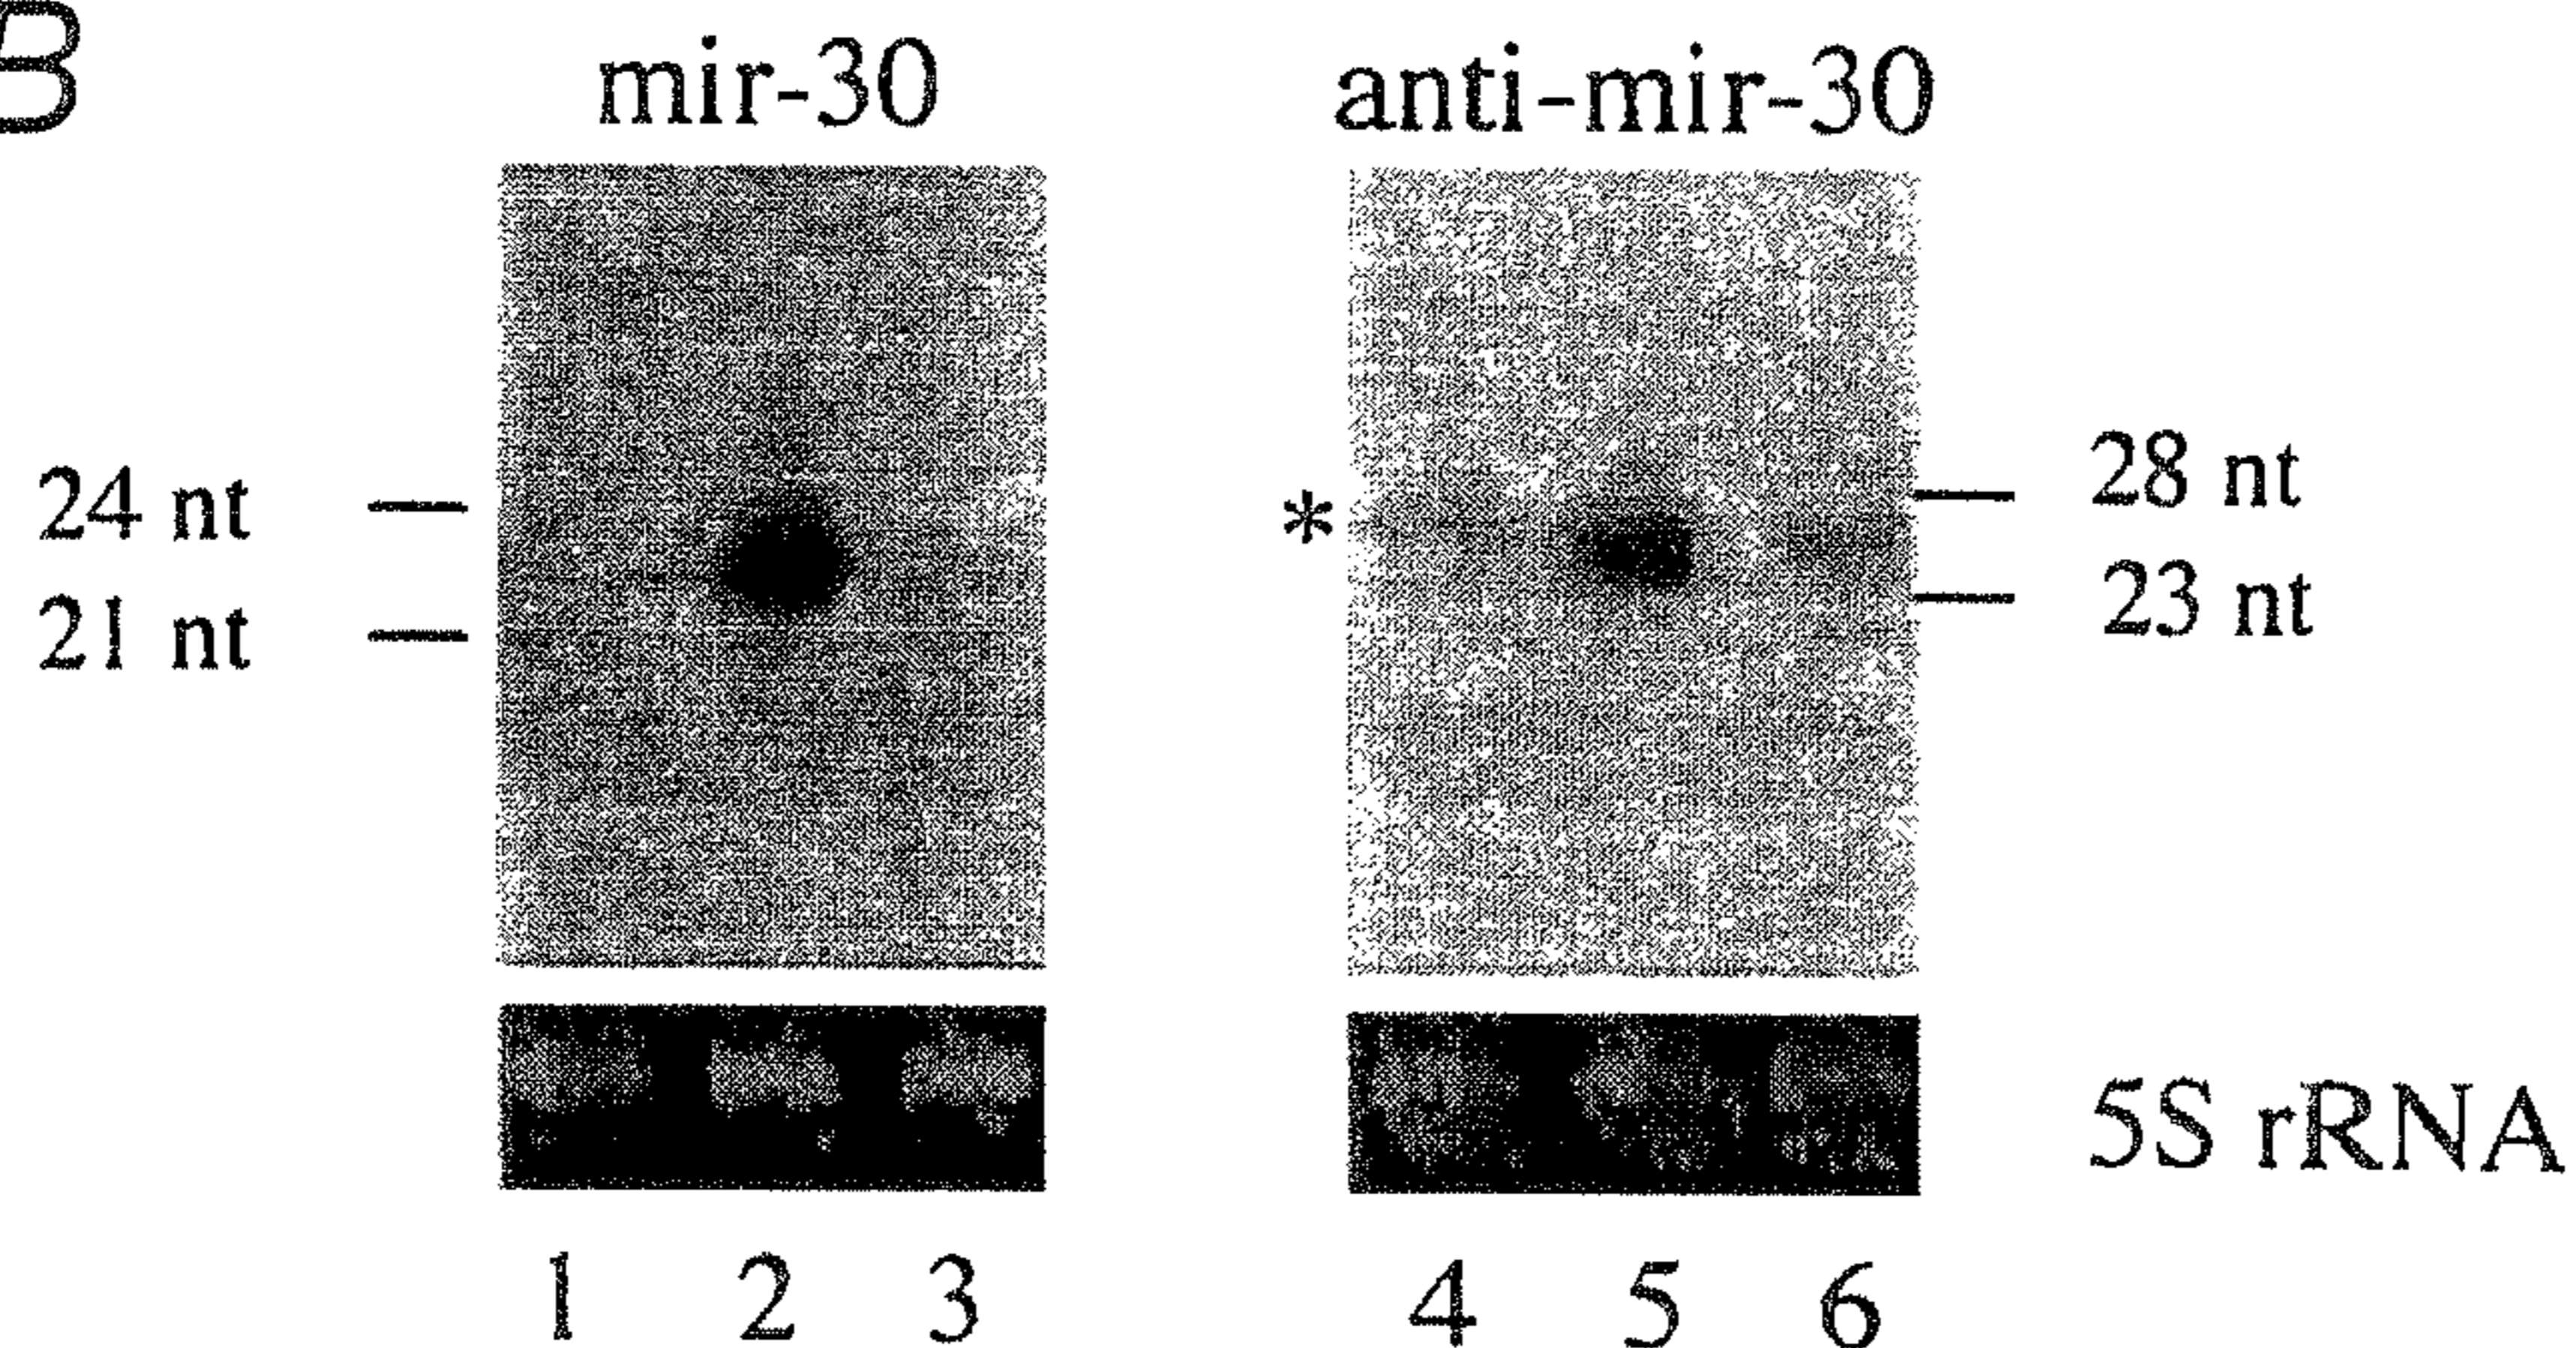 B
mir-30 anti-mir-30
24 nt
21 nt
*
28 nt
23 nt
5S rRNA
1 2 3 4 5 6